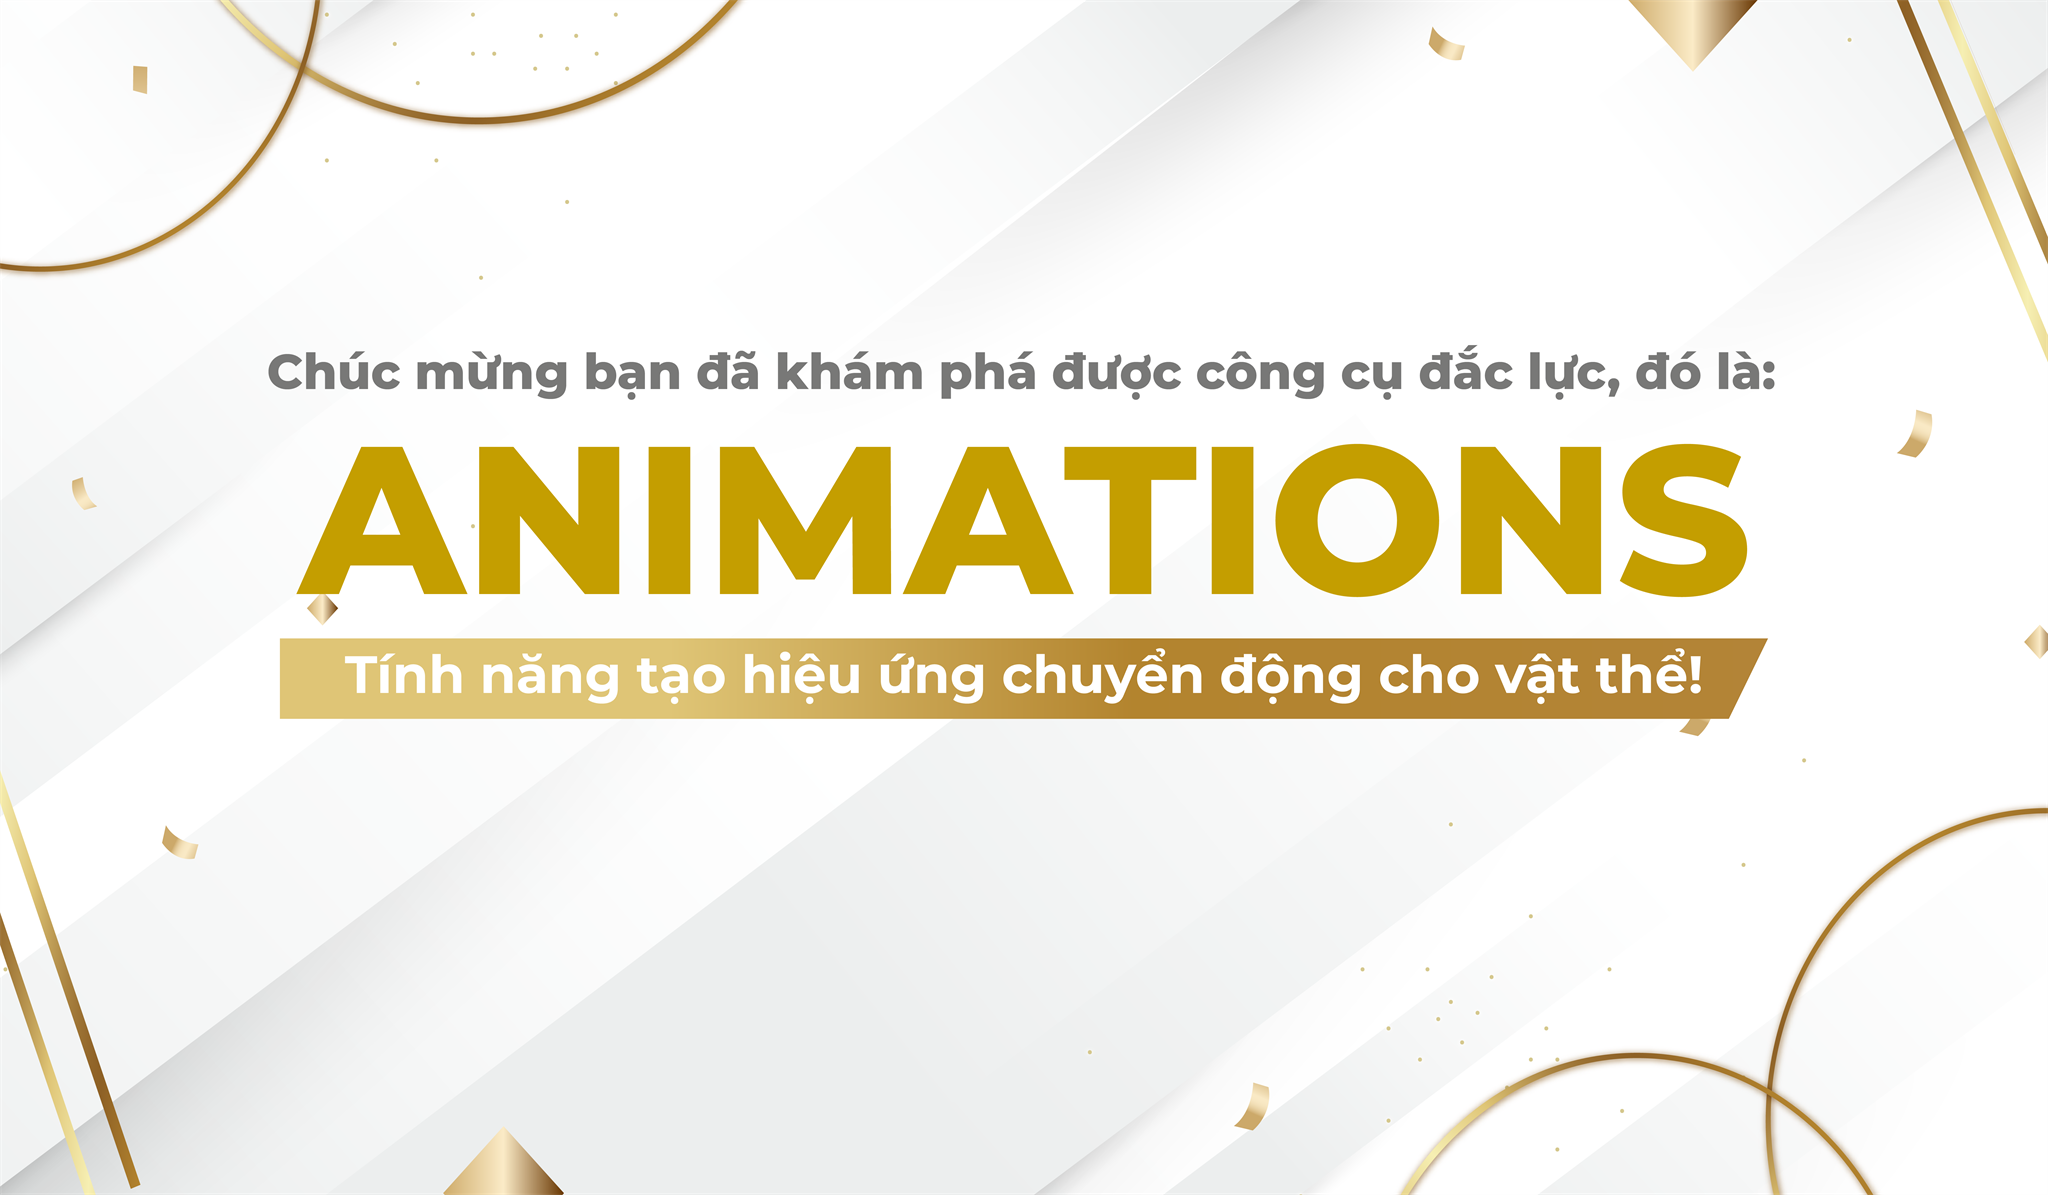 Chúc mừng bạn đã khám phá được công cụ đắc lực, đó là:
ANIMATIONS
Tính năng tạo hiệu ứng chuyển động cho vật thể!